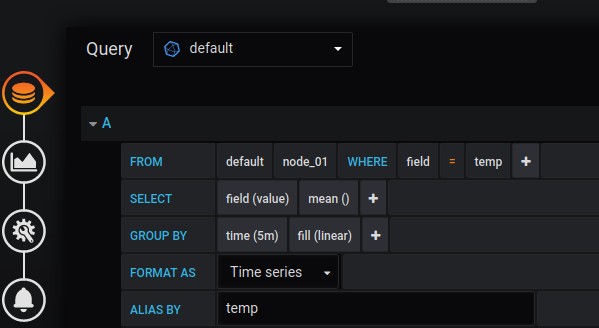 Query default
A
FROM default node_01 WHERE field = temp +
SELECT field (value) mean () +
GROUP BY time (5m) fill (linear) +
FORMAT AS Time series
ALIAS BY temp